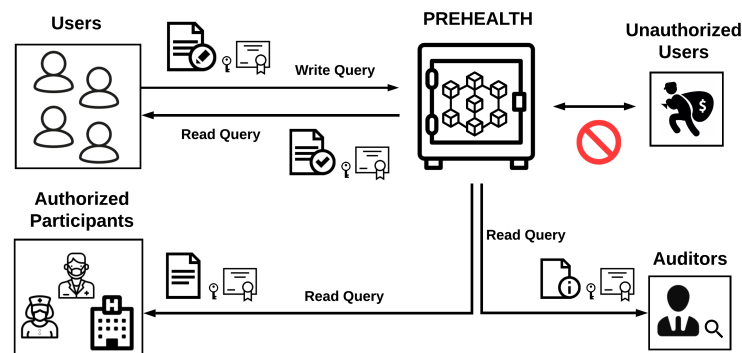 Users
PREHEALTH
Unauthorized
Users
Write Query
Read Query
Authorized
Participants
Read Query
Auditors
Read Query
H
$